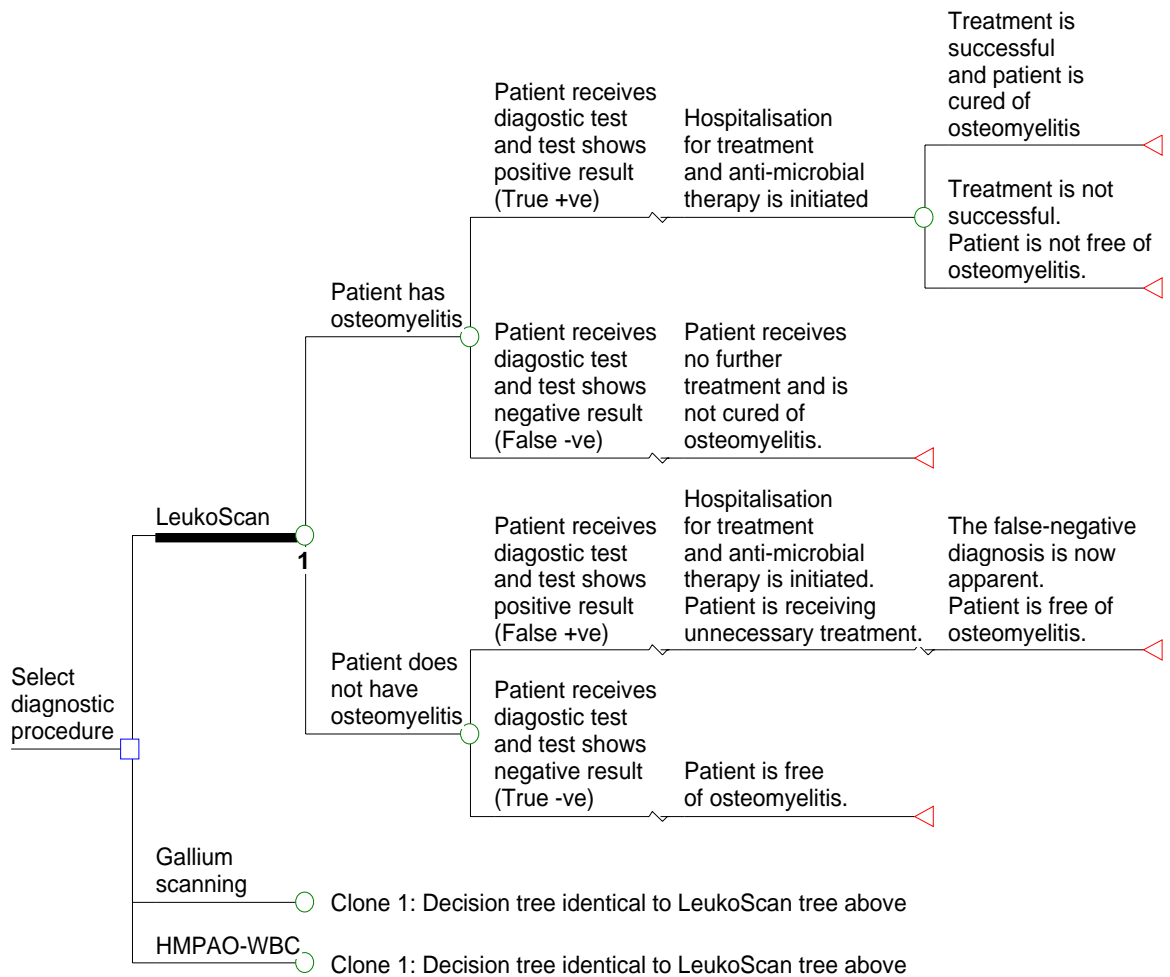 Treatment is
successful
and patient is
cured of
osteomyelitis
Patient receives
diagostic test
and test shows
positive result
(True +ve)
Hospitalisation
for treatment
and anti-microbial
therapy is initiated
Treatment is not
successful.
Patient is not free of
osteomyelitis.
Patient has
osteomyelitis
Patient receives
diagostic test
and test shows
negative result
(False -ve)
Patient receives
no further
treatment and is
not cured of
osteomyelitis.
LeukoScan
1
Patient receives
diagostic test
and test shows
positive result
(False +ve)
Hospitalisation
for treatment
and anti-microbial
therapy is initiated.
Patient is receiving
unnecessary treatment.
The false-negative
diagnosis is now
apparent.
Patient is free of
osteomyelitis.
Patient does
not have
osteomyelitis
Patient receives
diagostic test
and test shows
negative result
(True -ve)
Patient is free
of osteomyelitis.
Select
diagnostic
procedure
Gallium
scanning
Clone 1: Decision tree identical to LeukoScan tree above
HMPAO-WBC
Clone 1: Decision tree identical to LeukoScan tree above